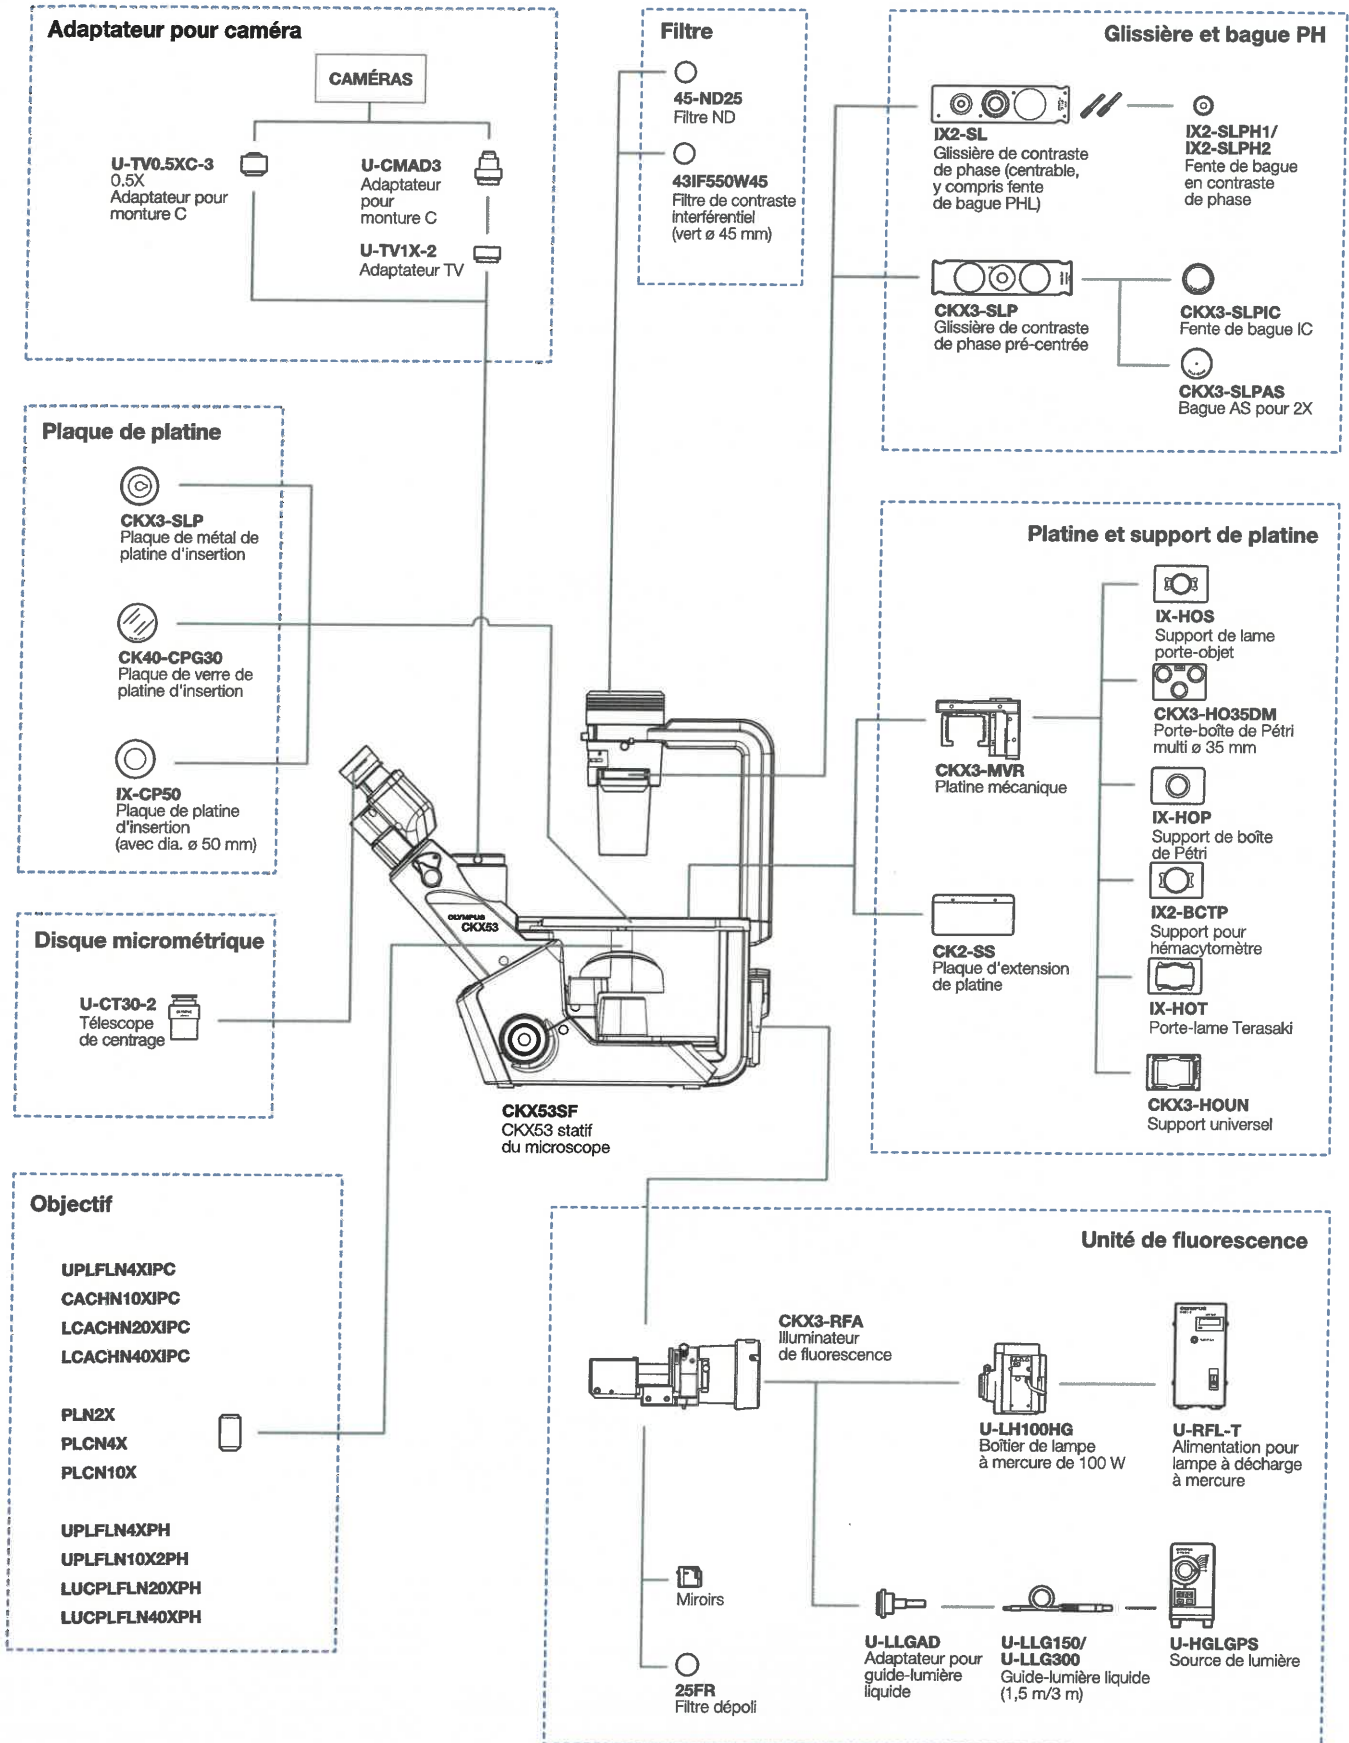 Adaptateur pour caméra
CAMÉRAS
U-TV0.5XC-3
0.5X
Adaptateur pour
monture C
U-CMAD3
Adaptateur
pour
monture C
U-TV1X-2
Adaptateur TV
Filtre
45-ND25
Filtre ND
43IF550W45
Filtre de contraste
interférentiel
(vert ø 45 mm)
Glissière et bague PH
IX2-SL
Glissière de contraste
de phase (centrable,
y compris fente
de bague PHL)
IX2-SLPH1/
IX2-SLPH2
Fente de bague
en contraste
de phase
CKX3-SLP
Glissière de contraste
de phase pré-centrée
CKX3-SLPIC
Fente de bague IC
CKX3-SLPAS
Bague AS pour 2X
Plaque de platine
CKX3-SLP
Plaque de métal de
platine d'insertion
CK40-CPG30
Plaque de verre de
platine d'insertion
IX-CP50
Plaque de platine
d'insertion
(avec dia. ø 50 mm)
Platine et support de platine
CKX3-MVR
Platine mécanique
CK2-SS
Plaque d'extension
de platine
IX-HOS
Support de lame
porte-objet
CKX3-HO35DM
Porte-boîte de Pétri
multi ø 35 mm
IX-HOP
Support de boîte
de Pétri
IX2-BCTP
Support pour
hémacytomètre
IX-HOT
Porte-lame Terasaki
CKX3-HOUN
Support universel
Disque micrométrique
U-CT30-2
Télescope
de centrage
OLYMPUS
CKX53
CKX53SF
CKX53 statif
du microscope
Objectif
UPLFLN4XIPC
CACHN10XIPC
LCACHN20XIPC
LCACHN40XIPC
PLN2X
PLCN4X
PLCN10X
UPLFLN4XPH
UPLFLN10X2PH
LUCPLFLN20XPH
LUCPLFLN40XPH
Unité de fluorescence
CKX3-RFA
Illuminateur
de fluorescence
U-LH100HG
Boîtier de lampe
à mercure de 100 W
U-RFL-T
Alimentation pour
lampe à décharge
à mercure
Miroirs
25FR
Filtre dépoli
U-LLGAD
Adaptateur pour
guide-lumière
liquide
U-LLG150/
U-LLG300
Guide-lumière liquide
(1,5 m/3 m)
U-HGLGPS
Source de lumière